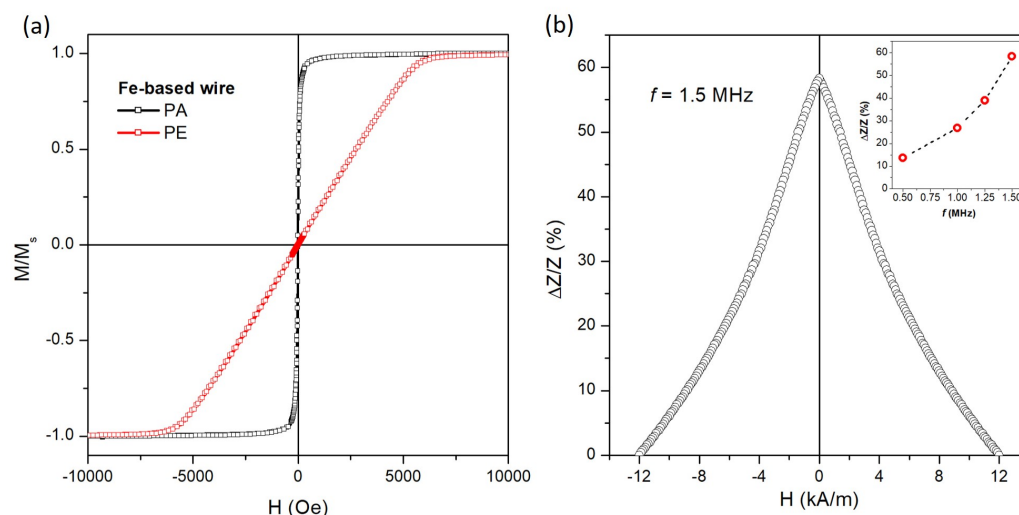 (a)
Fe-based wire
PA
PE
1.0
0.5
0.0
-0.5
-1.0
M/Mₛ
-10000 -5000 0 5000 10000
H (Oe)
(b)
f = 1.5 MHz
60
50
40
30
20
10
0
ΔZ/Z (%)
-12 -8 -4 0 4 8 12
H (kA/m)
60
50
40
30
20
10
0
ΔZ/Z (%)
0.50 0.75 1.00 1.25 1.50
f (MHz)